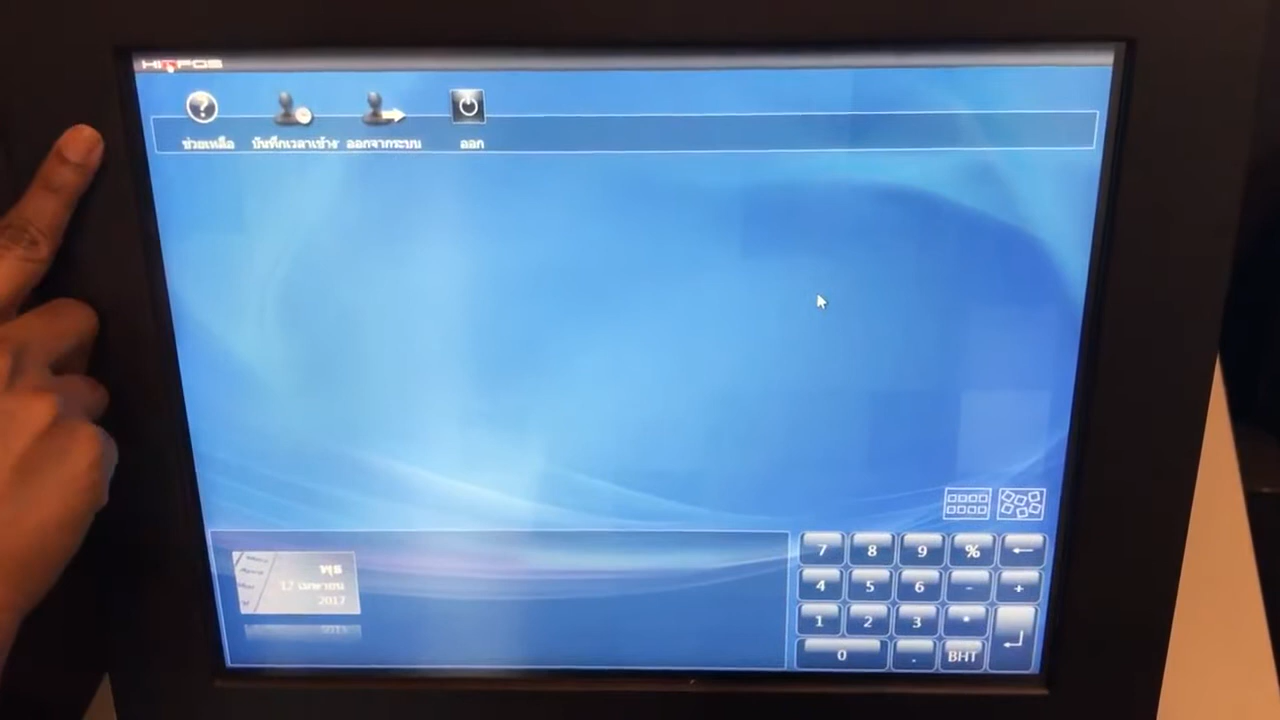 HITPOS
ช่วยเหลือ บันทึกเวลาเข้าง ออกจากระบบ ออก
พุธ
12 เมษายน
2017
7 8 9 %
4 5 6 - +
1 2 3 *
0 . BHT